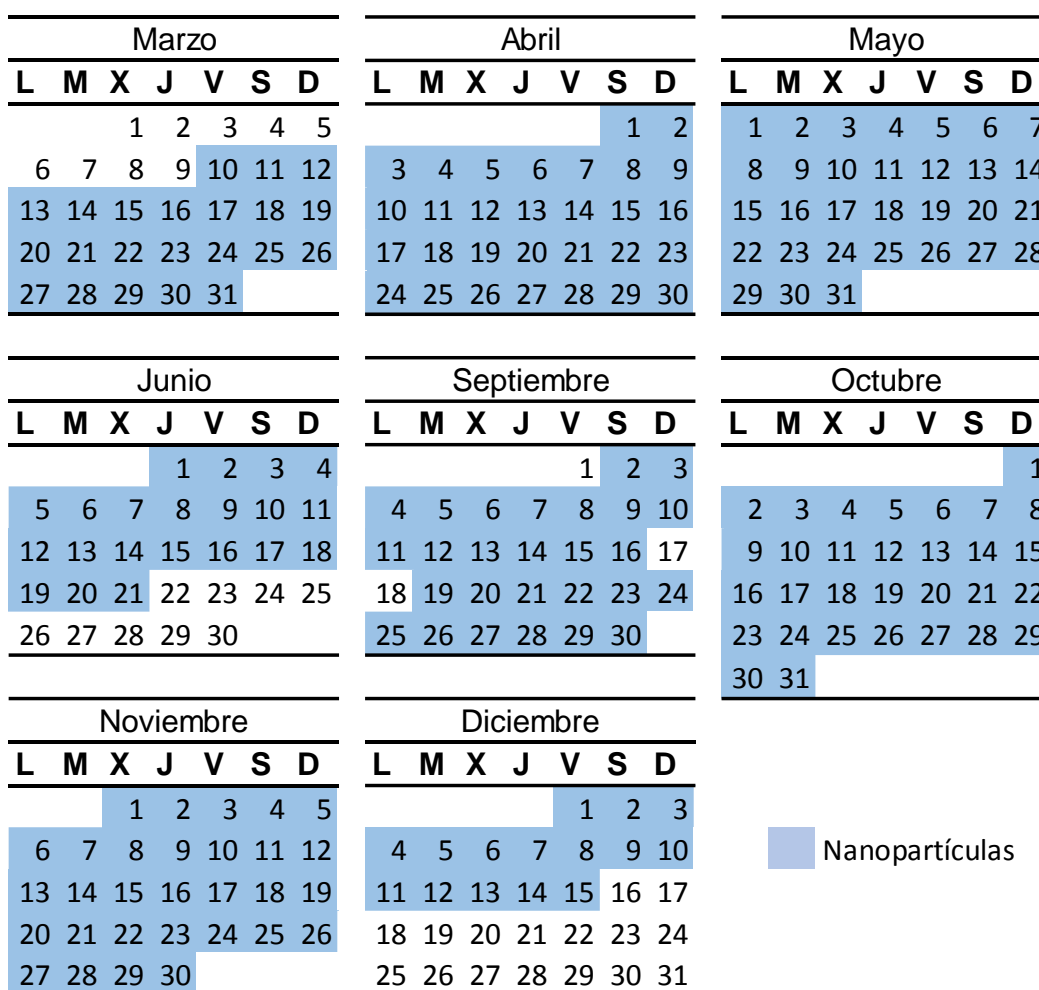 Marzo
L M X J V S D
1 2 3 4 5
6 7 8 9 10 11 12
13 14 15 16 17 18 19
20 21 22 23 24 25 26
27 28 29 30 31
Abril
L M X J V S D
1 2
3 4 5 6 7 8 9
10 11 12 13 14 15 16
17 18 19 20 21 22 23
24 25 26 27 28 29 30
Mayo
L M X J V S D
1 2 3 4 5 6 7
8 9 10 11 12 13 14
15 16 17 18 19 20 21
22 23 24 25 26 27 28
29 30 31
Junio
L M X J V S D
1 2 3 4
5 6 7 8 9 10 11
12 13 14 15 16 17 18
19 20 21 22 23 24 25
26 27 28 29 30
Septiembre
L M X J V S D
1 2 3
4 5 6 7 8 9 10
11 12 13 14 15 16 17
18 19 20 21 22 23 24
25 26 27 28 29 30
Octubre
L M X J V S D
1
2 3 4 5 6 7 8
9 10 11 12 13 14 15
16 17 18 19 20 21 22
23 24 25 26 27 28 29
30 31
Noviembre
L M X J V S D
1 2 3 4 5
6 7 8 9 10 11 12
13 14 15 16 17 18 19
20 21 22 23 24 25 26
27 28 29 30
Diciembre
L M X J V S D
1 2 3
4 5 6 7 8 9 10
11 12 13 14 15 16 17
18 19 20 21 22 23 24
25 26 27 28 29 30 31
Nanopartículas